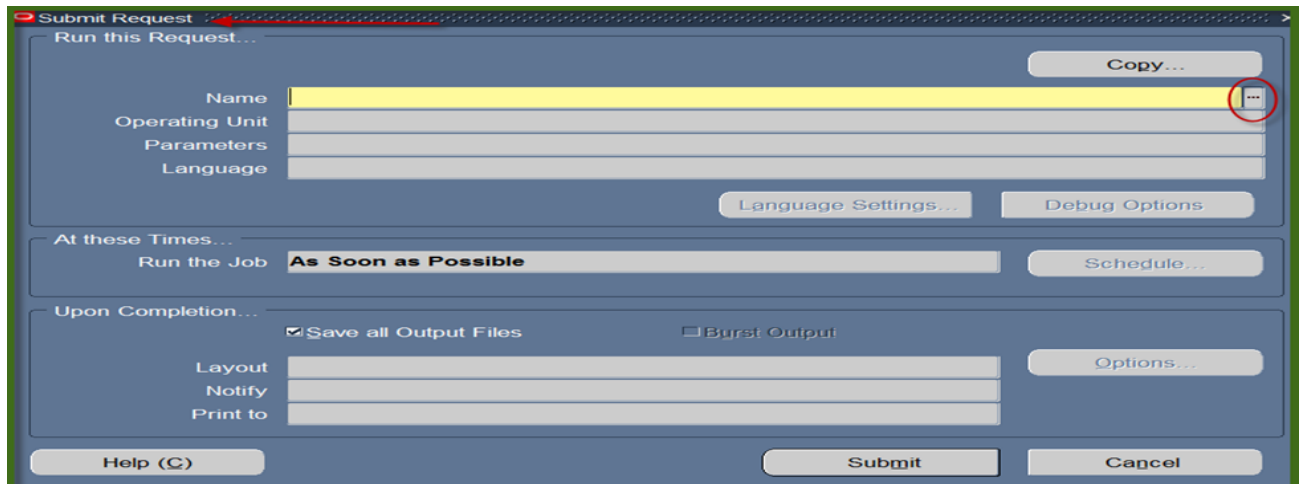 Submit Request
Run this Request...
Copy...
Name
Operating Unit
Parameters
Language
Language Settings...
Debug Options
At these Times...
Run the Job As Soon as Possible
Schedule...
Upon Completion...
Save all Output Files
Burst Output
Layout
Options...
Notify
Print to
Help (C)
Submit
Cancel